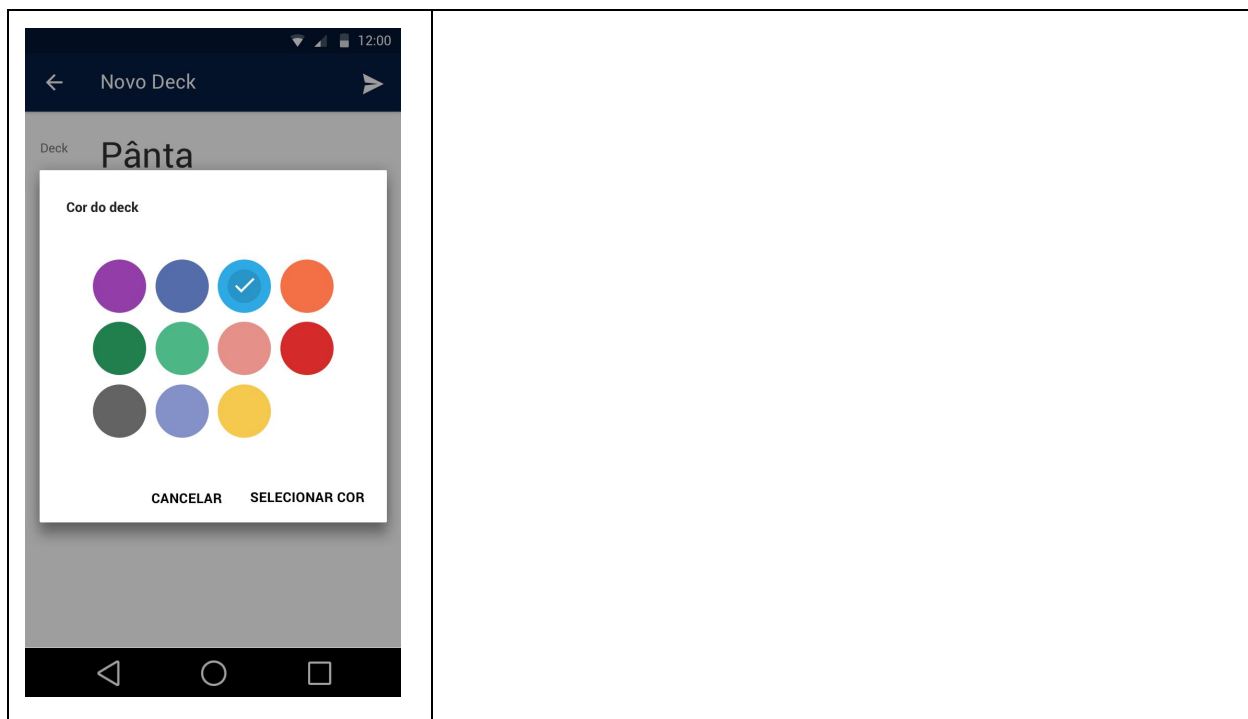 12:00
Novo Deck
Deck Pânta
Cor do deck
CANCELAR SELECIONAR COR